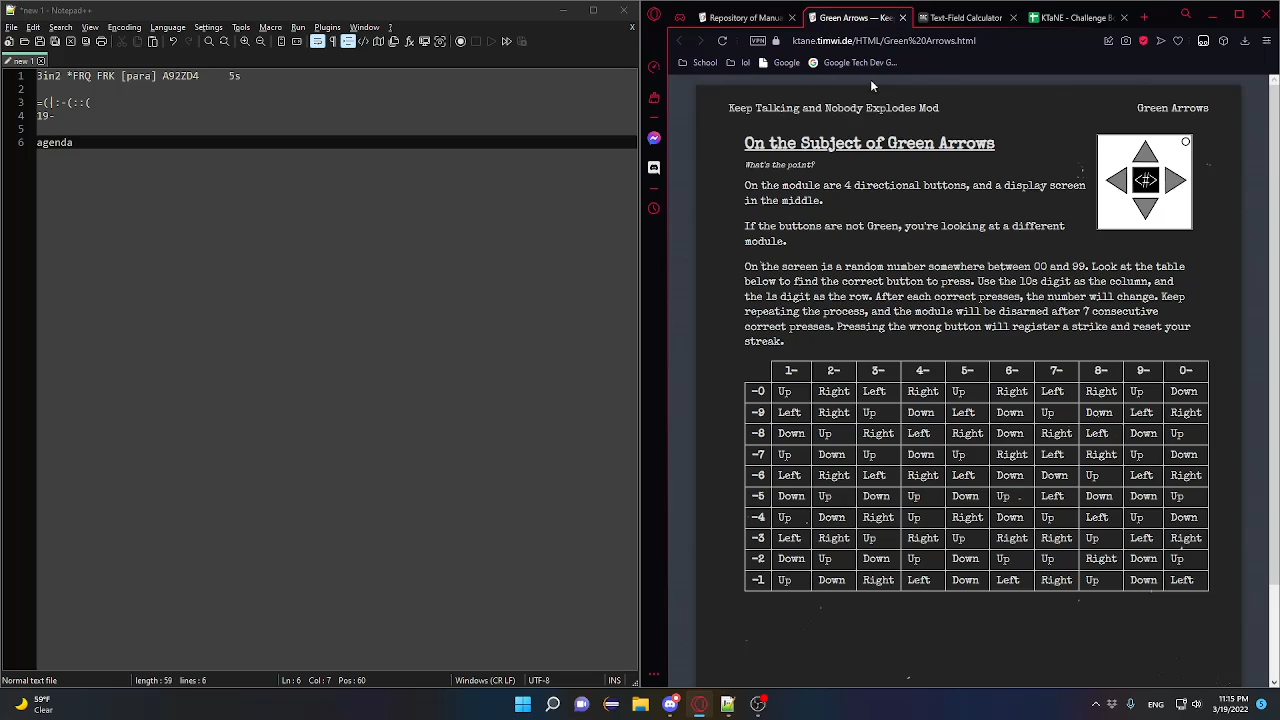 *new 1 - Notepad++
File Edit Search View Encoding Language Settings Tools Macro Run Plugins Window ? X
new 1
1 3in2 *TRQ FRK [para] A92ZD4 5s
2
3 =(|:-(::(
4 19-
5
6 agenda
Normal text file length: 59 lines: 6 Ln: 6 Col: 7 Pos: 60 Windows (CR LF) UTF-8 INS
Repository of Manua
Green Arrows — Kee
Text-Field Calculator
KTaNE - Challenge Bo
VPN ktane.timwi.de/HTML/Green%20Arrows.html
School lol Google Google Tech Dev G...
Keep Talking and Nobody Explodes Mod Green Arrows
On the Subject of Green Arrows
What's the point?
On the module are 4 directional buttons, and a display screen
in the middle.
If the buttons are not Green, you're looking at a different
module.
<#>
On the screen is a random number somewhere between 00 and 99. Look at the table
below to find the correct button to press. Use the 10s digit as the column, and
the 1s digit as the row. After each correct presses, the number will change. Keep
repeating the process, and the module will be disarmed after 7 consecutive
correct presses. Pressing the wrong button will register a strike and reset your
streak.
1- 2- 3- 4- 5- 6- 7- 8- 9- 0-
-0 Up Right Left Right Up Right Left Right Up Down
-9 Left Right Up Down Left Down Up Down Left Right
-8 Down Up Right Left Right Down Right Left Down Up
-7 Up Down Up Down Up Right Left Right Up Down
-6 Left Right Left Right Left Down Down Up Left Right
-5 Down Up Down Up Down Up Left Down Down Up
-4 Up Down Right Up Right Down Up Left Up Down
-3 Left Right Up Right Up Right Down Up Left Right
-2 Down Up Down Up Down Up Up Right Down Up
-1 Up Down Right Left Down Left Right Up Down Left
59°F
Clear
ENG
11:15 PM
3/19/2022
5